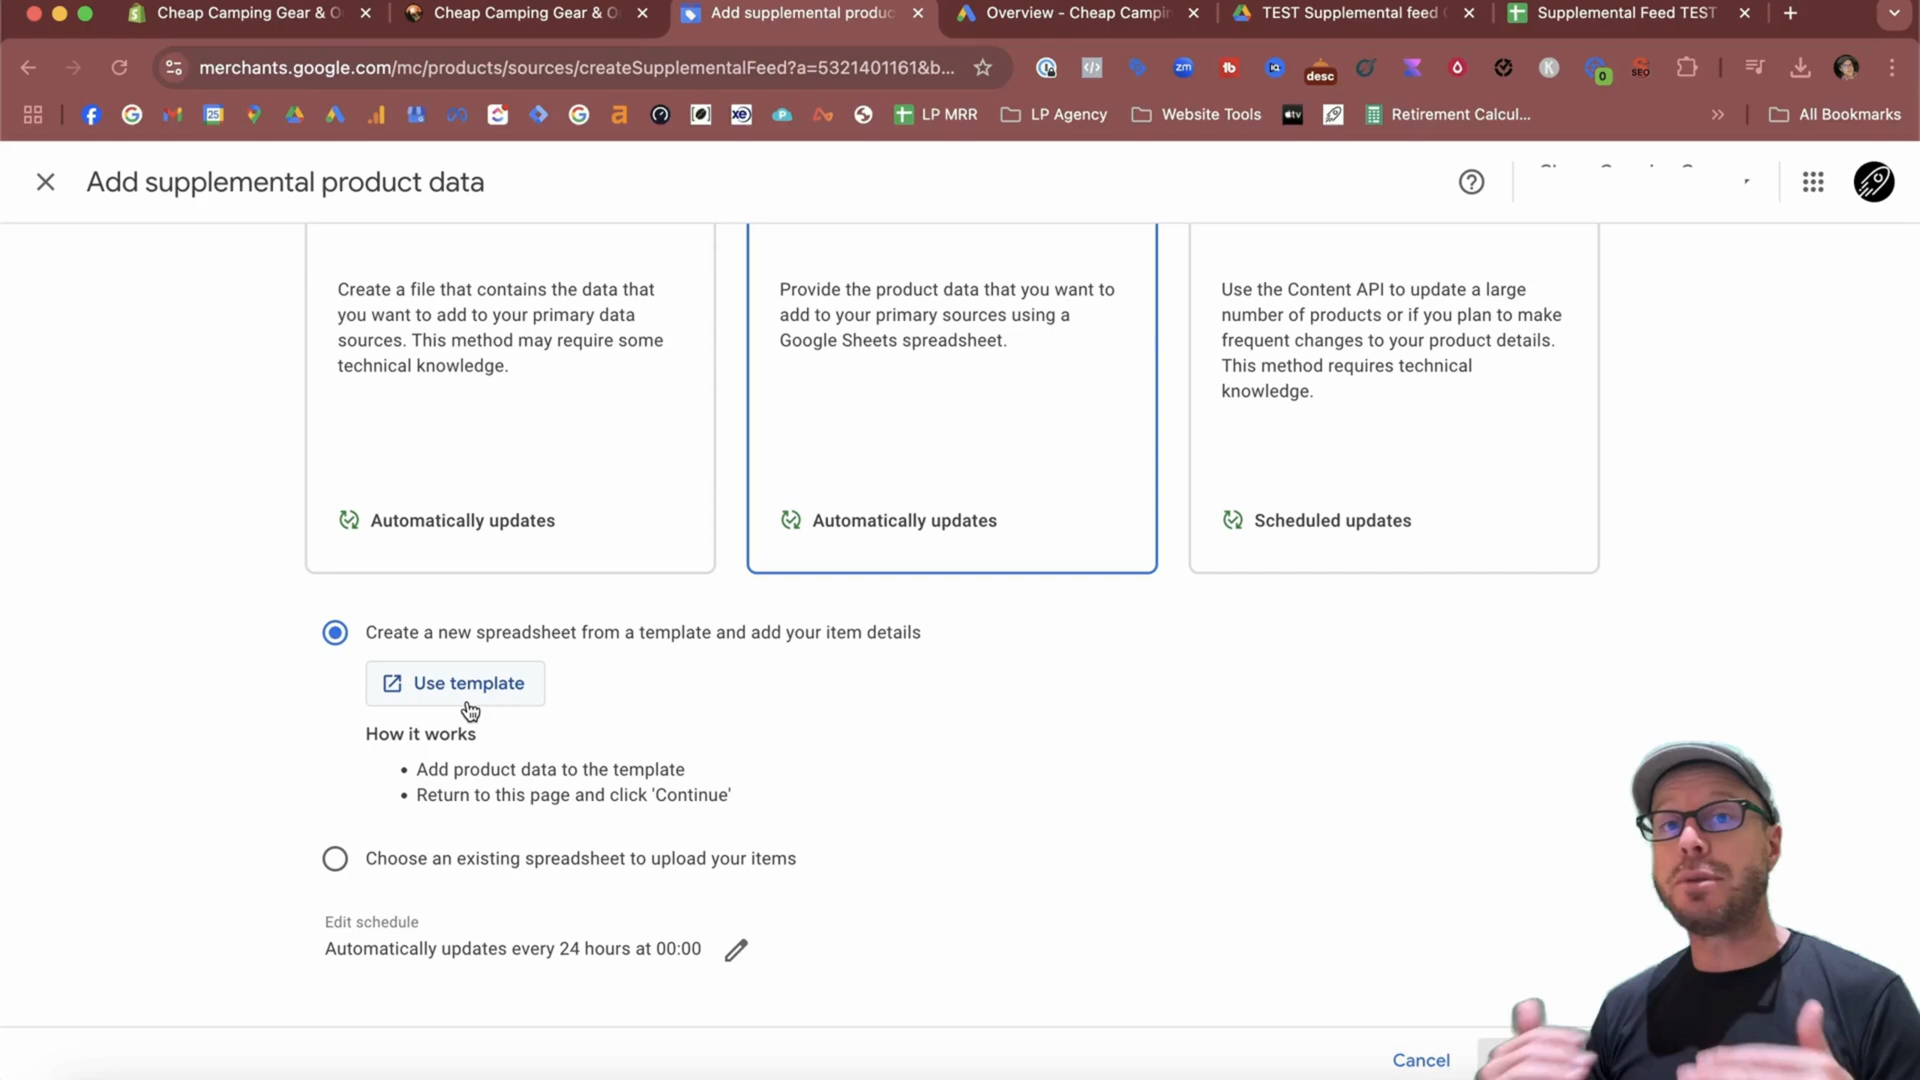 Cheap Camping Gear & O
Cheap Camping Gear & O
Add supplemental produc
Overview - Cheap Campin
TEST Supplemental feed
Supplemental Feed TEST
merchants.google.com/mc/products/sources/createSupplementalFeed?a=5321401161&b...
desc
0
SEO
LP MRR
LP Agency
Website Tools
Retirement Calcul...
All Bookmarks
Add supplemental product data
Create a file that contains the data that
you want to add to your primary data
sources. This method may require some
technical knowledge.
Automatically updates
Provide the product data that you want to
add to your primary sources using a
Google Sheets spreadsheet.
Automatically updates
Use the Content API to update a large
number of products or if you plan to make
frequent changes to your product details.
This method requires technical
knowledge.
Scheduled updates
Create a new spreadsheet from a template and add your item details
Use template
How it works
• Add product data to the template
• Return to this page and click 'Continue'
Choose an existing spreadsheet to upload your items
Edit schedule
Automatically updates every 24 hours at 00:00
Cancel